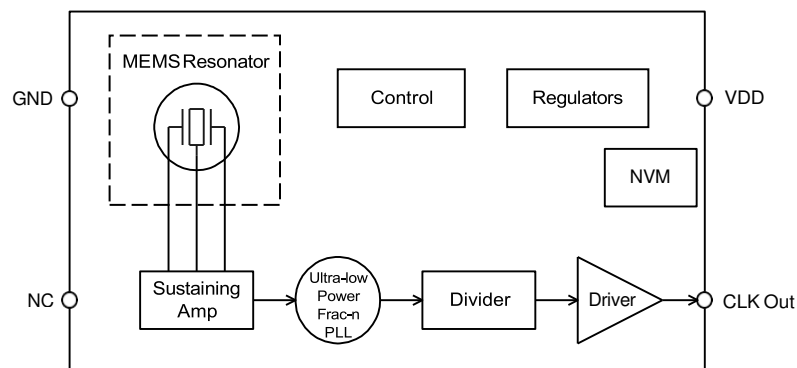 MEMS Resonator
GND
Control
Regulators
VDD
NVM
NC
Sustaining
Amp
Ultra-low
Power
Frac-n
PLL
Divider
Driver
CLK Out